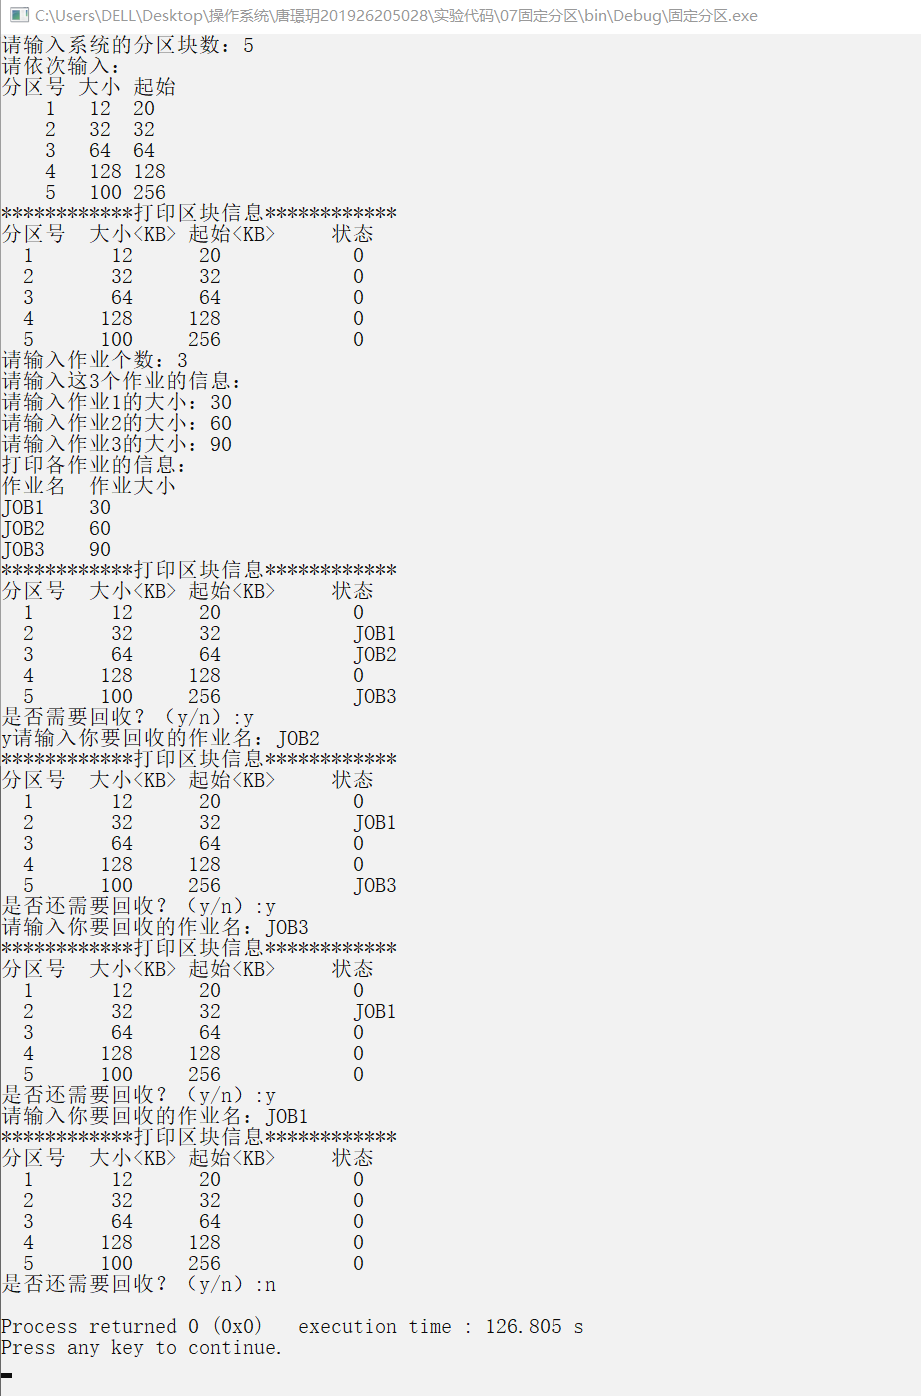 C:\Users\DELL\Desktop\操作系统\唐璟玥201926205028\实验代码\07固定分区\bin\Debug\固定分区.exe
请输入系统的分区块数：5
请依次输入：
分区号 大小 起始
1 12 20
2 32 32
3 64 64
4 128 128
5 100 256
************打印区块信息************
分区号 大小<KB> 起始<KB> 状态
1 12 20 0
2 32 32 0
3 64 64 0
4 128 128 0
5 100 256 0
请输入作业个数：3
请输入这3个作业的信息：
请输入作业1的大小：30
请输入作业2的大小：60
请输入作业3的大小：90
打印各作业的信息：
作业名 作业大小
JOB1 30
JOB2 60
JOB3 90
************打印区块信息************
分区号 大小<KB> 起始<KB> 状态
1 12 20 0
2 32 32 JOB1
3 64 64 JOB2
4 128 128 0
5 100 256 JOB3
是否需要回收？（y/n）:y
y请输入你要回收的作业名：JOB2
************打印区块信息************
分区号 大小<KB> 起始<KB> 状态
1 12 20 0
2 32 32 JOB1
3 64 64 0
4 128 128 0
5 100 256 JOB3
是否还需要回收？（y/n）:y
请输入你要回收的作业名：JOB3
************打印区块信息************
分区号 大小<KB> 起始<KB> 状态
1 12 20 0
2 32 32 JOB1
3 64 64 0
4 128 128 0
5 100 256 0
是否还需要回收？（y/n）:y
请输入你要回收的作业名：JOB1
************打印区块信息************
分区号 大小<KB> 起始<KB> 状态
1 12 20 0
2 32 32 0
3 64 64 0
4 128 128 0
5 100 256 0
是否还需要回收？（y/n）:n
Process returned 0 (0x0) execution time : 126.805 s
Press any key to continue.